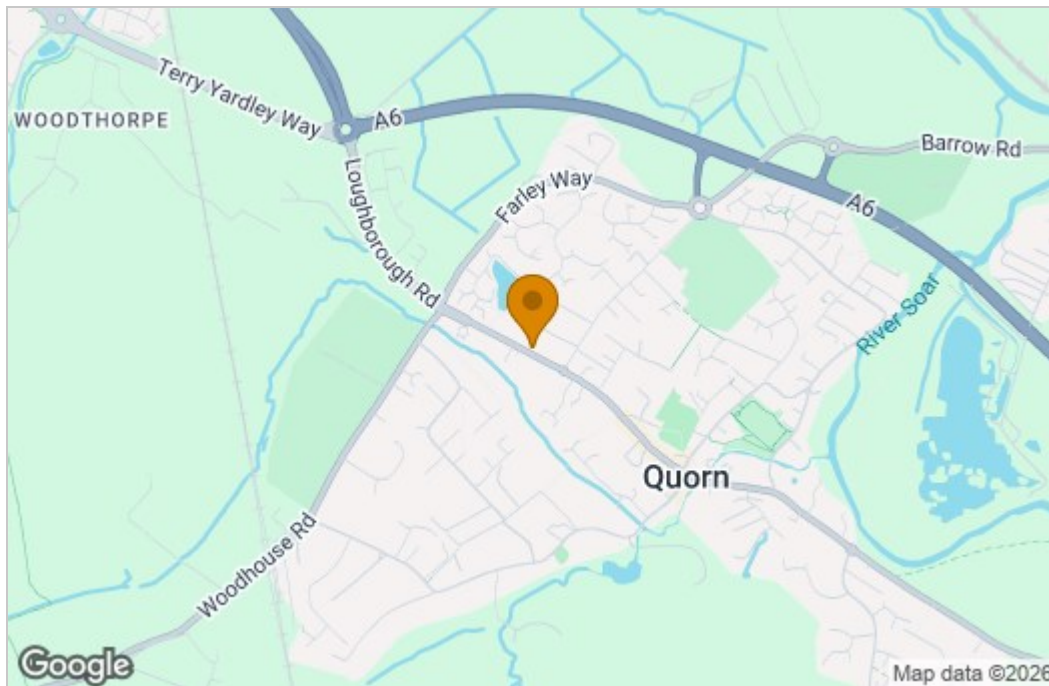 Terry Yardley Way
A6
WOODTHORPE
Barrow Rd
Loughborough Rd
Farley Way
A6
River Soar
Quorn
Woodhouse Rd
Google
Map data ©2026